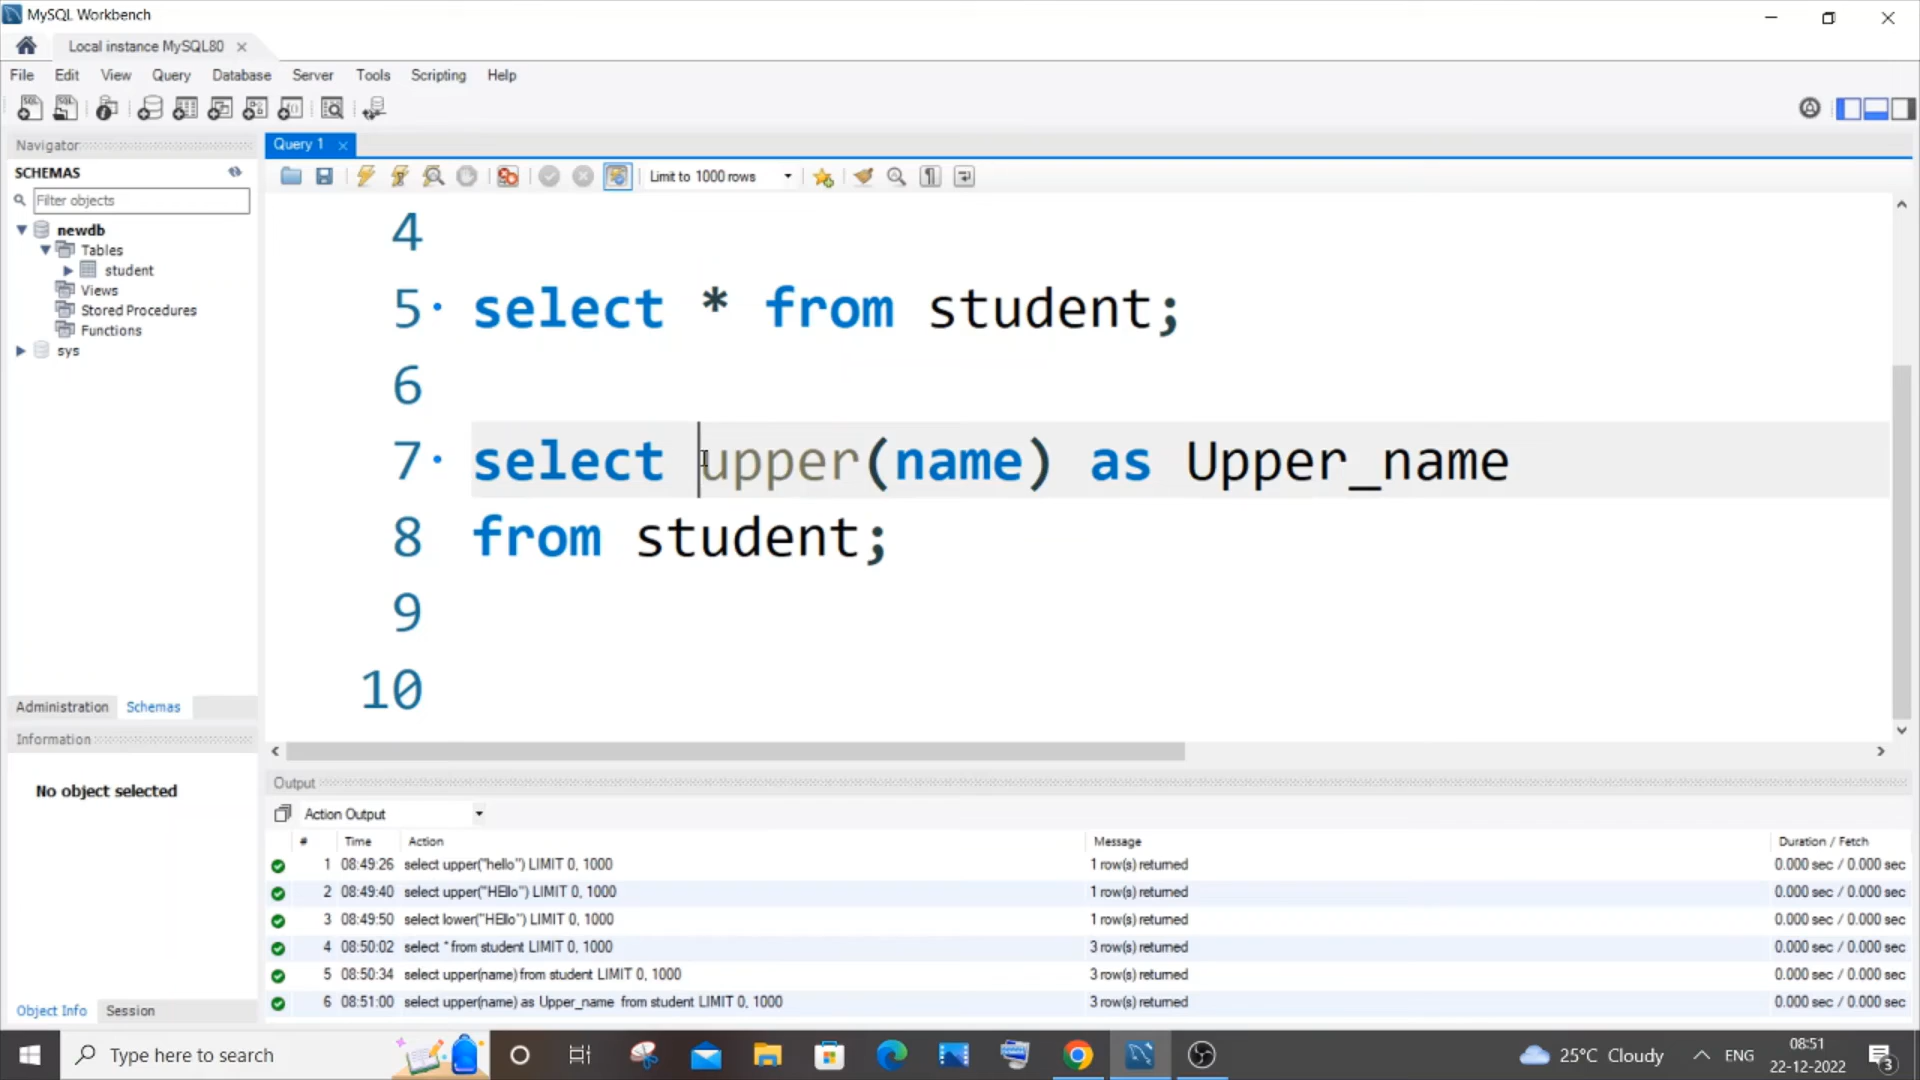 MySQL Workbench
Local instance MySQL80
File Edit View Query Database Server Tools Scripting Help
Navigator
SCHEMAS
Filter objects
newdb
Tables
student
Views
Stored Procedures
Functions
sys
Administration Schemas
Information
No object selected
Object Info Session
Query 1
Limit to 1000 rows
4
5 select * from student;
6
7 select upper(name) as Upper_name
8 from student;
9
10
Output
Action Output
# Time Action Message Duration / Fetch
1 08:49:26 select upper("hello") LIMIT 0, 1000 1 row(s) returned 0.000 sec / 0.000 sec
2 08:49:40 select upper("HEllo") LIMIT 0, 1000 1 row(s) returned 0.000 sec / 0.000 sec
3 08:49:50 select lower("HEllo") LIMIT 0, 1000 1 row(s) returned 0.000 sec / 0.000 sec
4 08:50:02 select * from student LIMIT 0, 1000 3 row(s) returned 0.000 sec / 0.000 sec
5 08:50:34 select upper(name) from student LIMIT 0, 1000 3 row(s) returned 0.000 sec / 0.000 sec
6 08:51:00 select upper(name) as Upper_name from student LIMIT 0, 1000 3 row(s) returned 0.000 sec / 0.000 sec
Type here to search
25°C Cloudy
ENG
08:51
22-12-2022
3